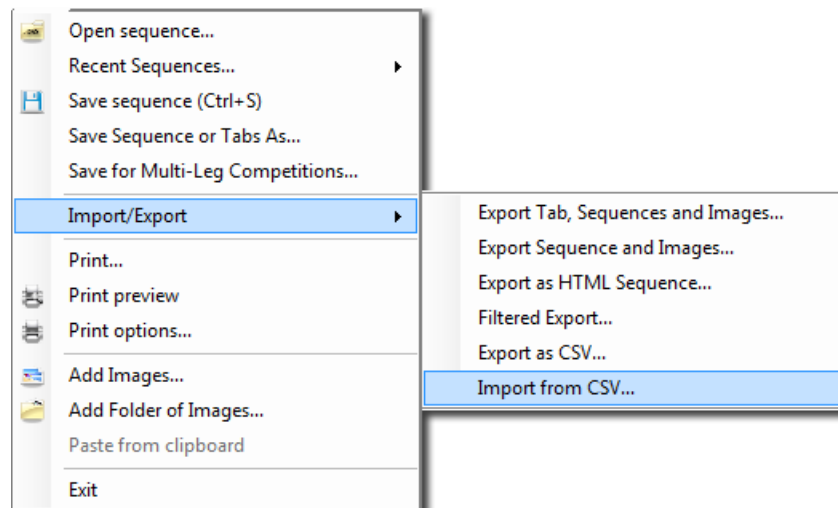 Open sequence...
Recent Sequences...
Save sequence (Ctrl+S)
Save Sequence or Tabs As...
Save for Multi-Leg Competitions...
Import/Export
Export Tab, Sequences and Images...
Export Sequence and Images...
Export as HTML Sequence...
Filtered Export...
Export as CSV...
Import from CSV...
Print...
Print preview
Print options...
Add Images...
Add Folder of Images...
Paste from clipboard
Exit